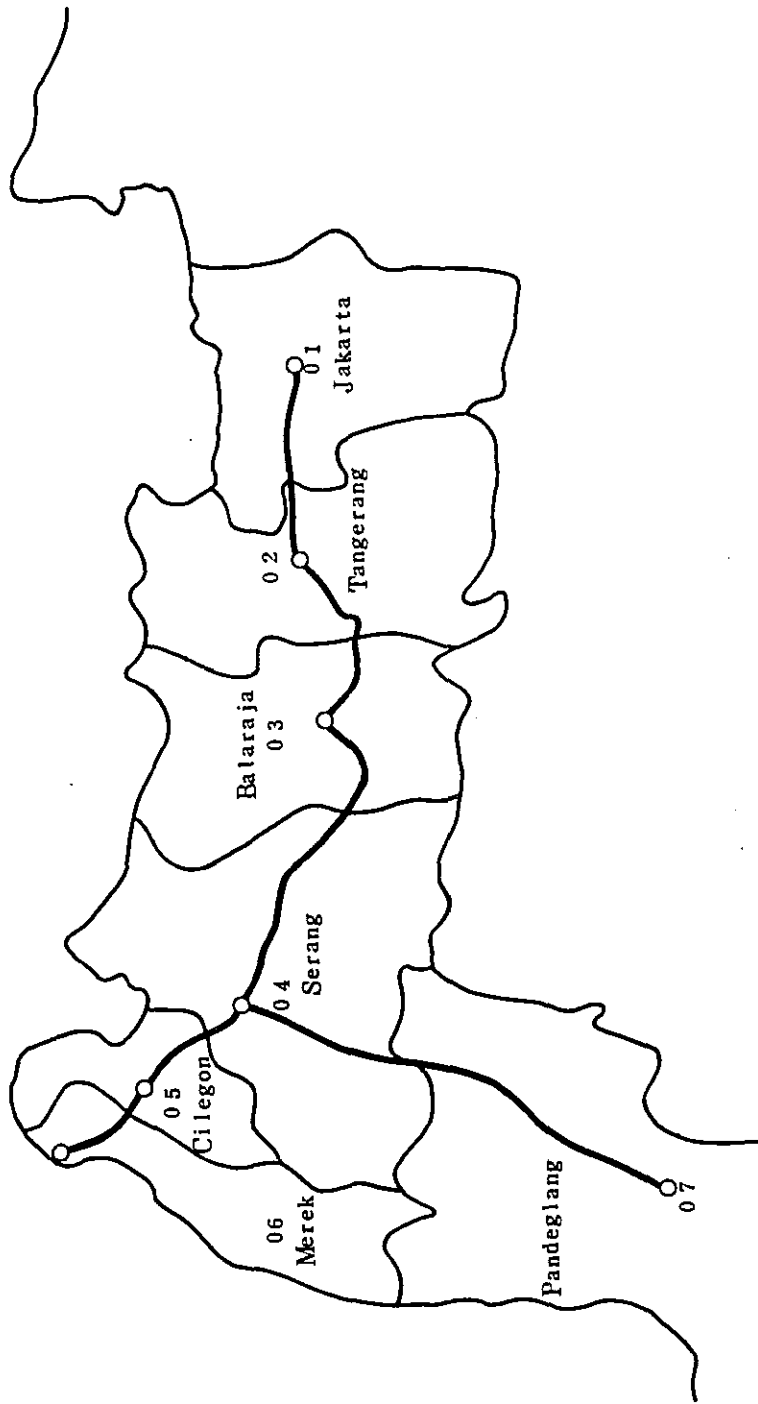 06
Merek
05
Cilegon
04
Serang
Balaraja
03
02
Tangerang
01
Jakarta
Pandeglang
07